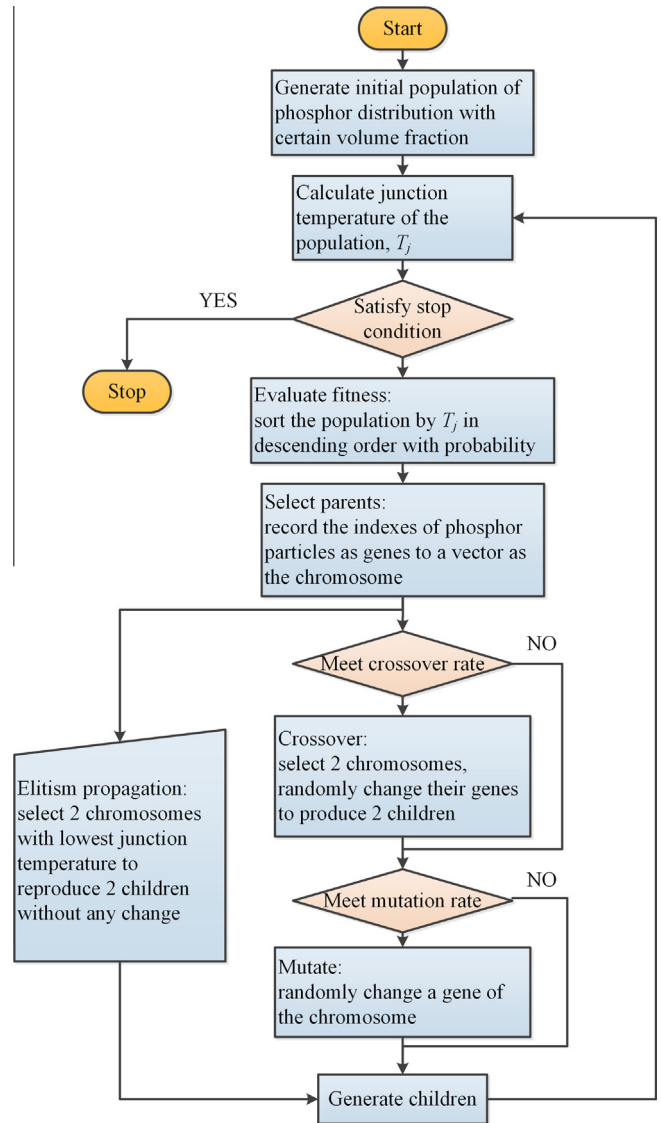 Start
Generate initial population of
phosphor distribution with
certain volume fraction
Calculate junction
temperature of the
population, Tj
YES
Satisfy stop
condition
Stop
Evaluate fitness:
sort the population by Tj in
descending order with probability
Select parents:
record the indexes of phosphor
particles as genes to a vector as
the chromosome
Meet crossover rate
NO
Crossover:
select 2 chromosomes,
randomly change their genes
to produce 2 children
Elitism propagation:
select 2 chromosomes
with lowest junction
temperature to
reproduce 2 children
without any change
Meet mutation rate
NO
Mutate:
randomly change a gene of
the chromosome
Generate children